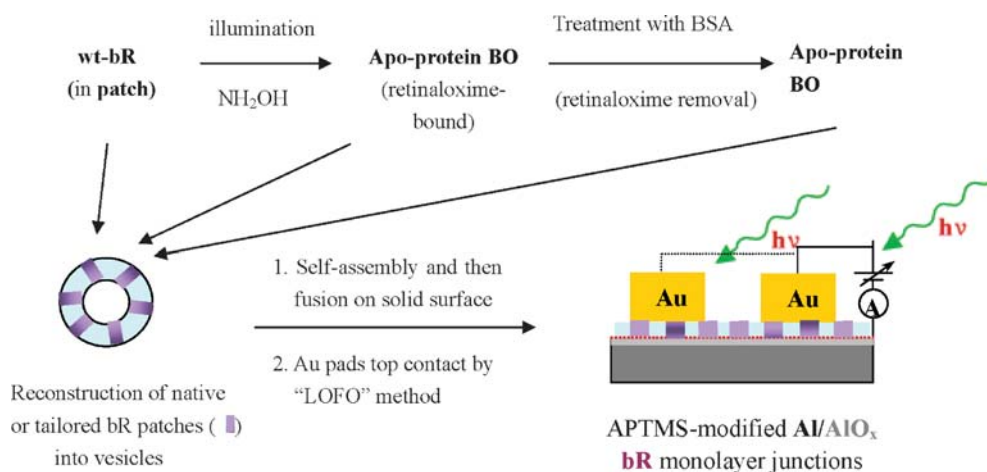 illumination
Treatment with BSA
wt-bR
(in patch)
NH2OH
Apo-protein BO
(retinaloxime-
bound)
(retinaloxime removal)
Apo-protein
BO
1. Self-assembly and then
fusion on solid surface
2. Au pads top contact by
“LOFO” method
hν
hν
Au
Au
A
Reconstruction of native
or tailored bR patches ( )
into vesicles
APTMS-modified Al/AlOx
bR monolayer junctions